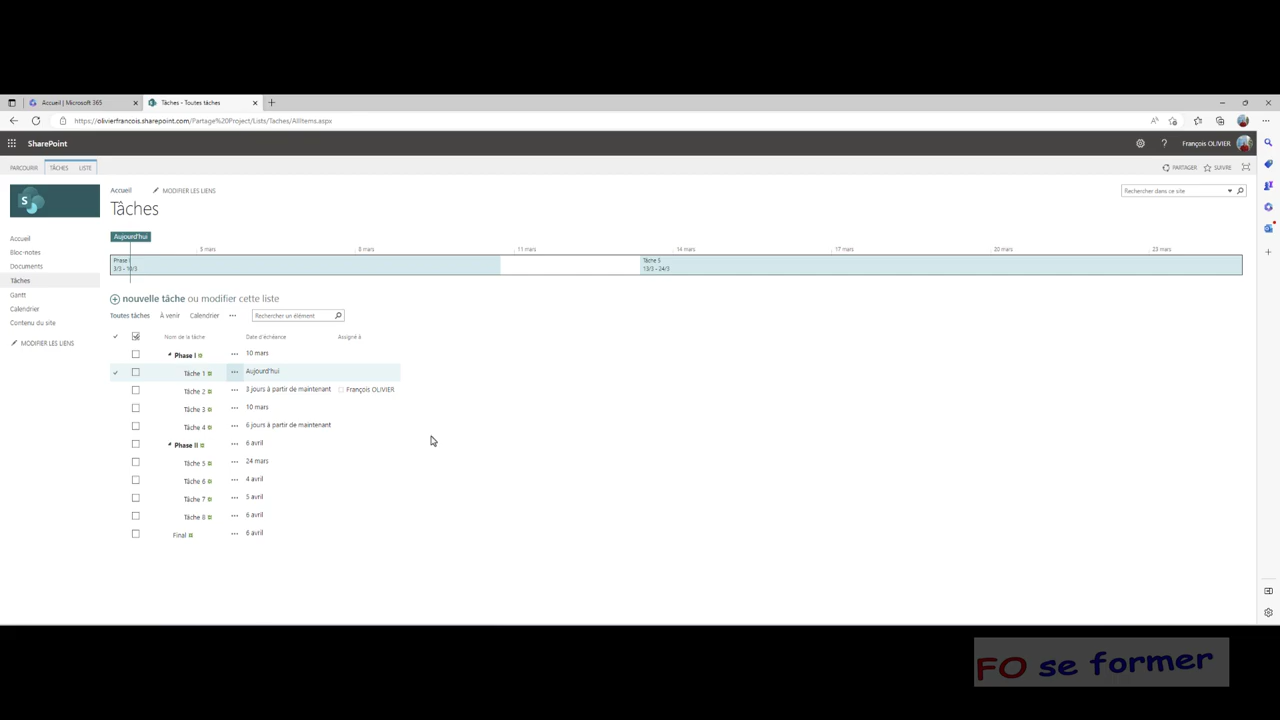 Accueil | Microsoft 365
Tâches - Toutes tâches
https://olivierfrancois.sharepoint.com/Partage%20Project/Lists/Taches/AllItems.aspx
SharePoint
François OLIVIER
PARCOURIR TÂCHES LISTE
PARTAGER SUIVRE
S
Accueil MODIFIER LES LIENS
Rechercher dans ce site
Tâches
Aujourd'hui
5 mars 8 mars 11 mars 14 mars 17 mars 20 mars 23 mars
Phase I
3/3 - 10/3
Tâche 5
13/3 - 24/3
Accueil
Bloc-notes
Documents
Tâches
Gantt
Calendrier
Contenu du site
MODIFIER LES LIENS
nouvelle tâche ou modifier cette liste
Toutes tâches À venir Calendrier ... Rechercher un élément
Nom de la tâche Date d'échéance Assigné à
Phase I ... 10 mars
Tâche 1 ... Aujourd'hui
Tâche 2 ... 3 jours à partir de maintenant François OLIVIER
Tâche 3 ... 10 mars
Tâche 4 ... 6 jours à partir de maintenant
Phase II ... 6 avril
Tâche 5 ... 24 mars
Tâche 6 ... 4 avril
Tâche 7 ... 5 avril
Tâche 8 ... 6 avril
Final ... 6 avril
FO se former